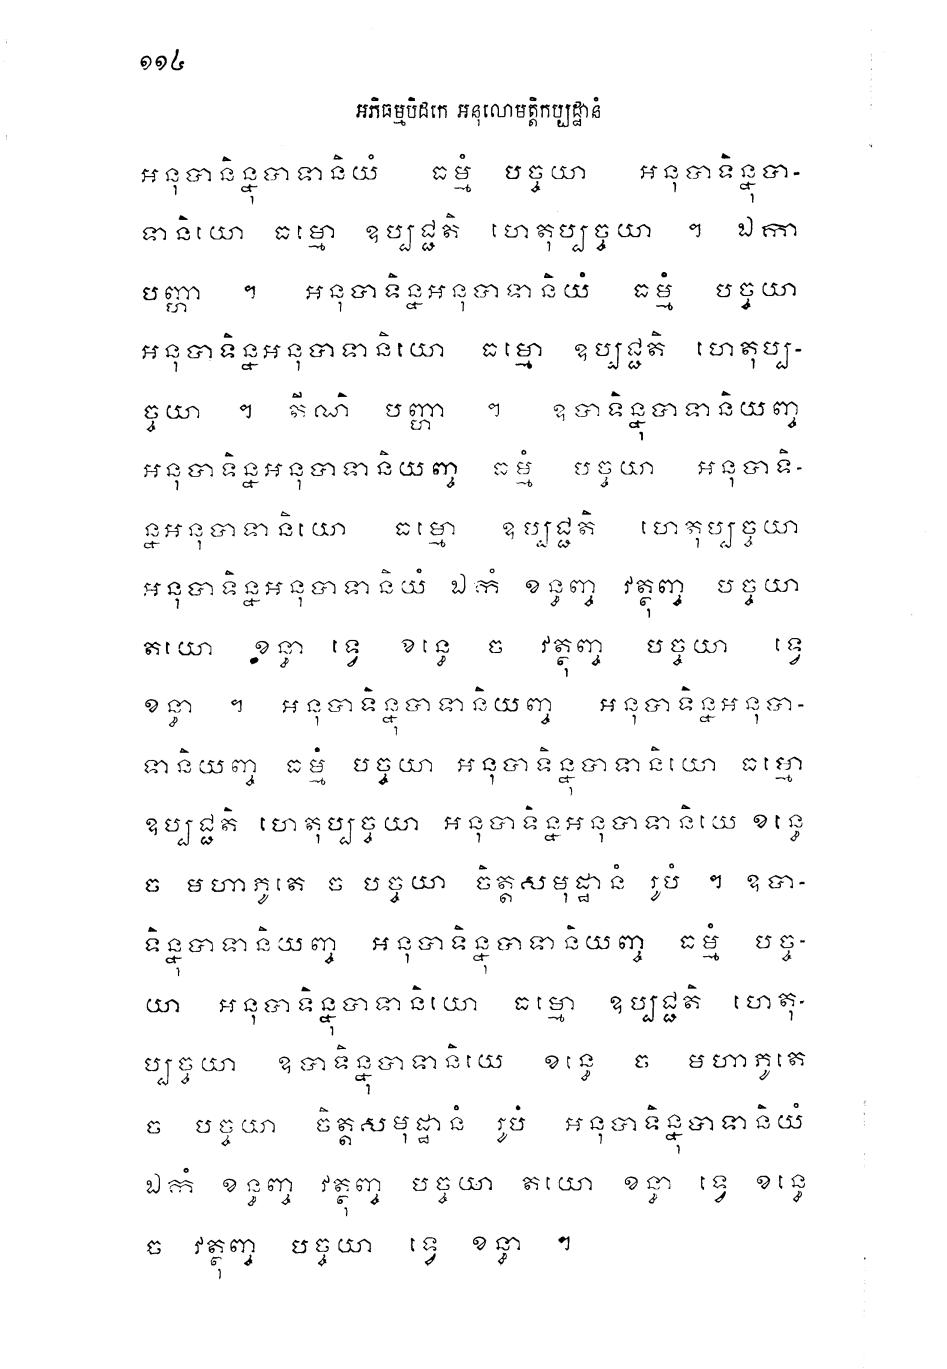 ១១៤
អភិធម្មបិដកេ អនុលោមត្តិកប្បដ្ឋានំ
អនុបានិន្នុបាទានិយំ ធម្មំ បច្ចយា អនុបាទិន្នុបា-
ទានិយោ ធម្មោ ឧប្បជ្ជតិ ហេតុប្បច្ចយា ។ ឯកា
បញ្ហា ។ អនុបាទិន្នអនុបាទានិយំ ធម្មំ បច្ចយា
អនុបាទិន្នអនុបាទានិយោ ធម្មោ ឧប្បជ្ជតិ ហេតុប្ប-
ច្ចយា ។ តីណិ បញ្ហា ។ ឧបាទិន្នុបាទានិយញ្ច
អនុបាទិន្នអនុបាទានិយញ្ច ធម្មំ បច្ចយា អនុបាទិ-
ន្នអនុបាទានិយោ ធម្មោ ឧប្បជ្ជតិ ហេតុប្បច្ចយា
អនុបាទិន្នអនុបាទានិយំ ឯកំ ខន្ធញ្ច វត្ថុញ្ច បច្ចយា
តយោ ខន្ធា ទ្វេ ខន្ធេ ច វត្ថុញ្ច បច្ចយា ទ្វេ
ខន្ធា ។ អនុបាទិន្នុបាទានិយញ្ច អនុបាទិន្នអនុបា-
ទានិយញ្ច ធម្មំ បច្ចយា អនុបាទិន្នុបាទានិយោ ធម្មោ
ឧប្បជ្ជតិ ហេតុប្បច្ចយា អនុបាទិន្នអនុបាទានិយេ ខន្ធេ
ច មហាភូតេ ច បច្ចយា ចិត្តសមុដ្ឋានំ រូបំ ។ ឧបា-
ទិន្នុបាទានិយញ្ច អនុបាទិន្នុបាទានិយញ្ច ធម្មំ បច្ច-
យា អនុបាទិន្នុបាទានិយោ ធម្មោ ឧប្បជ្ជតិ ហេតុ-
ប្បច្ចយា ឧបាទិន្នុបាទានិយេ ខន្ធេ ច មហាភូតេ
ច បច្ចយា ចិត្តសមុដ្ឋានំ រូបំ អនុបាទិន្នុបាទានិយំ
ឯកំ ខន្ធញ្ច វត្ថុញ្ច បច្ចយា តយោ ខន្ធា ទ្វេ ខន្ធេ
ច វត្ថុញ្ច បច្ចយា ទ្វេ ខន្ធា ។